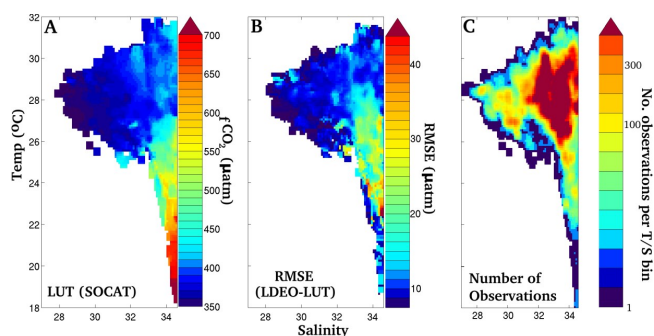 A
B
C
Temp (ºC)
32
30
28
26
24
22
20
18
LUT (SOCAT)
28
30
32
34
700
650
600
550
500
450
400
350
fCO₂ (µatm)
RMSE
(LDEO-LUT)
28
30
32
34
Salinity
40
30
20
10
RMSE (µatm)
Number of
Observations
28
30
32
34
300
100
1
No. observations per T/S bin